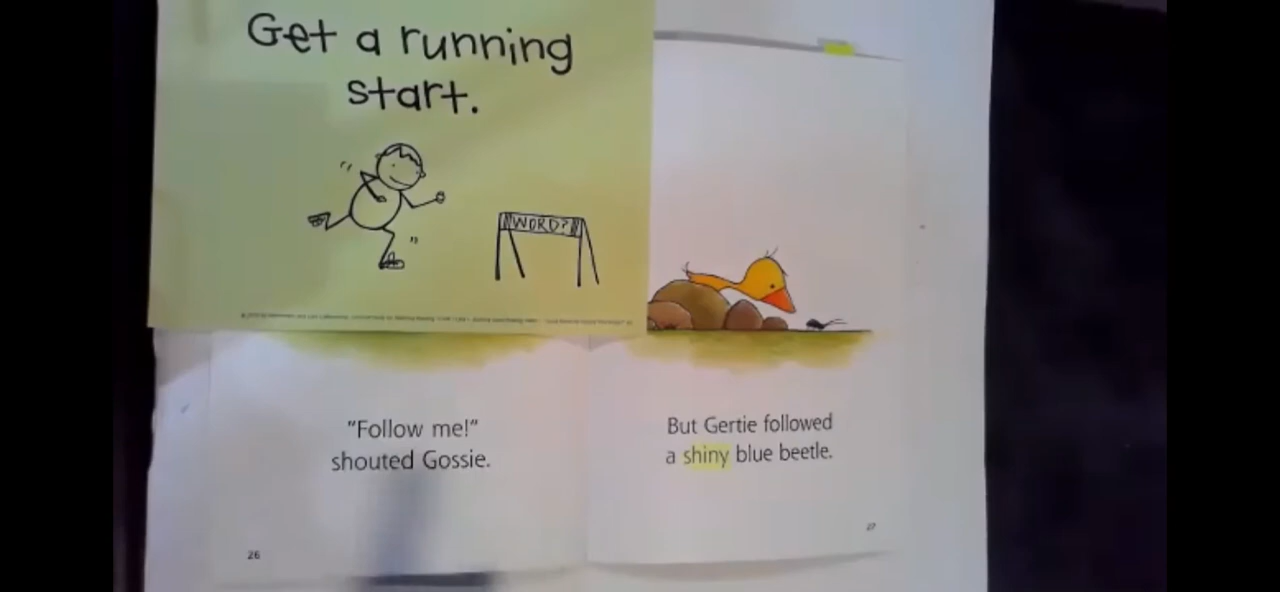 Get a running
start.
WORD?
"Follow me!"
shouted Gossie.
26
But Gertie followed
a shiny blue beetle.
27